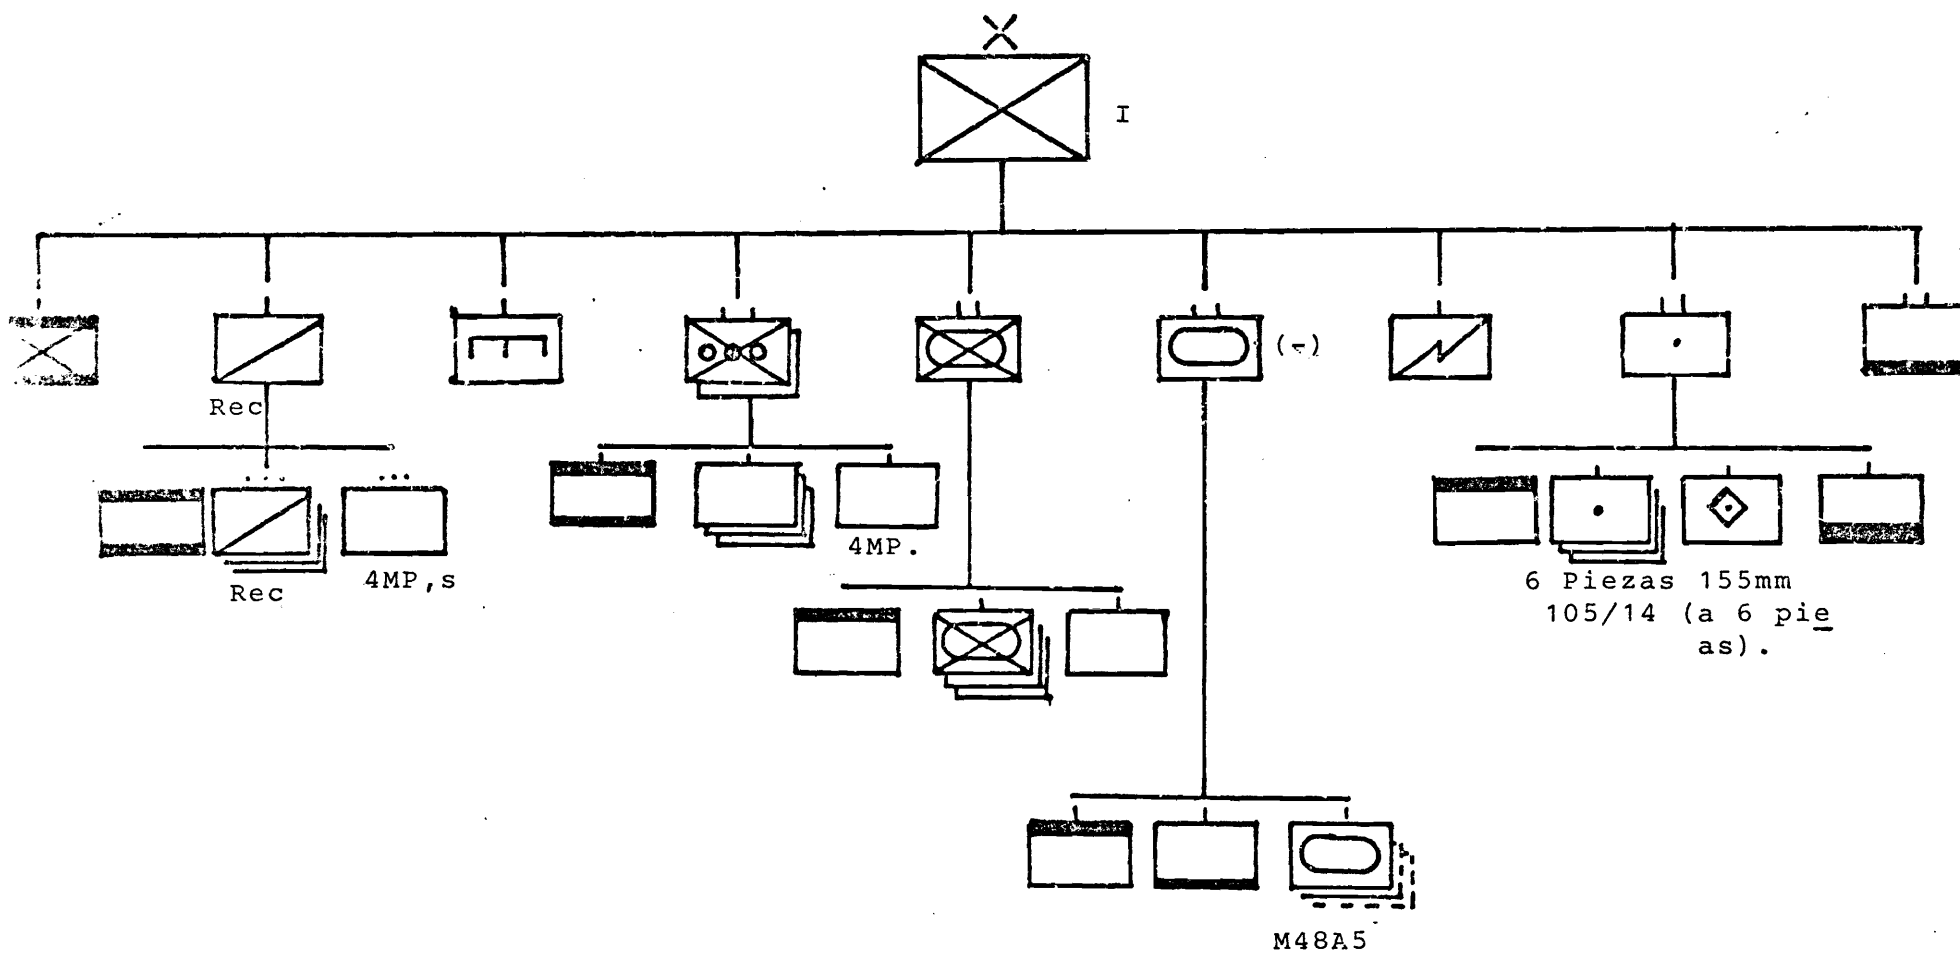 I
(-)
Rec
4MP.
Rec
4MP,s
6 Piezas 155mm
105/14 (a 6 pie
as).
M48A5